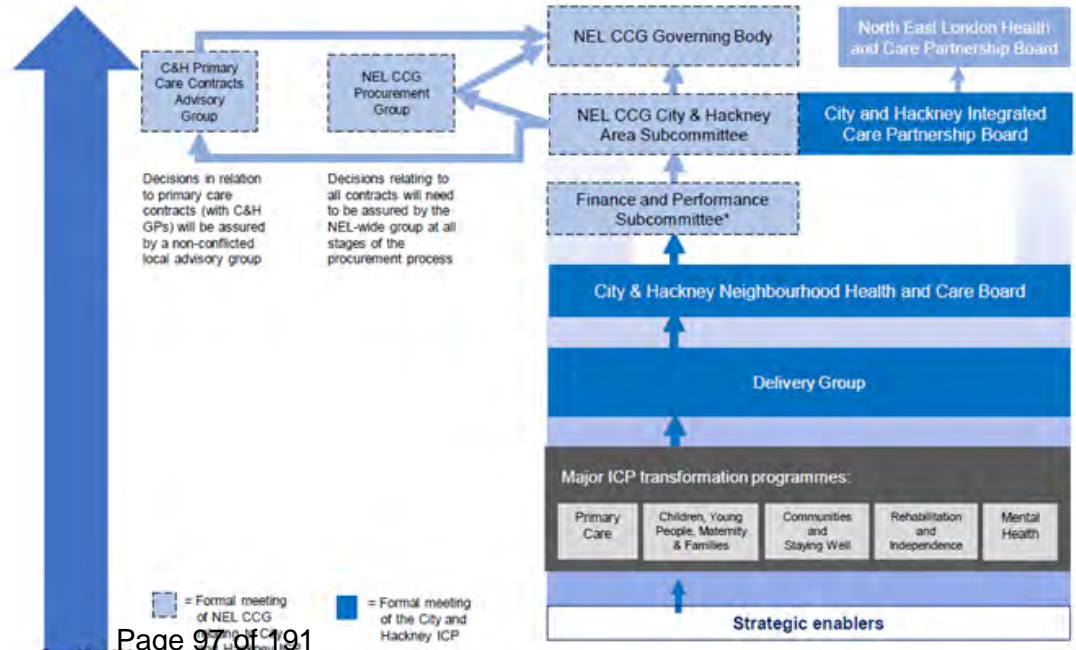 NEL CCG Governing Body
North East London Health
and Care Partnership Board
C&H Primary
Care Contracts
Advisory
Group
NEL CCG
Procurement
Group
NEL CCG City & Hackney
Area Subcommittee
City and Hackney Integrated
Care Partnership Board
Decisions in relation
to primary care
contracts (with C&H
GPs) will be assured
by a non-conflicted
local advisory group
Decisions relating to
all contracts will need
to be assured by the
NEL-wide group at all
stages of the
procurement process
Finance and Performance
Subcommittee*
City & Hackney Neighbourhood Health and Care Board
Delivery Group
Major ICP transformation programmes:
Primary
Care
Children, Young
People, Maternity
& Families
Communities
and
Staying Well
Rehabilitation
and
Independence
Mental
Health
Strategic enablers
= Formal meeting
of NEL CCG
= Formal meeting
of the City and
Hackney ICP
Page 97 of 191